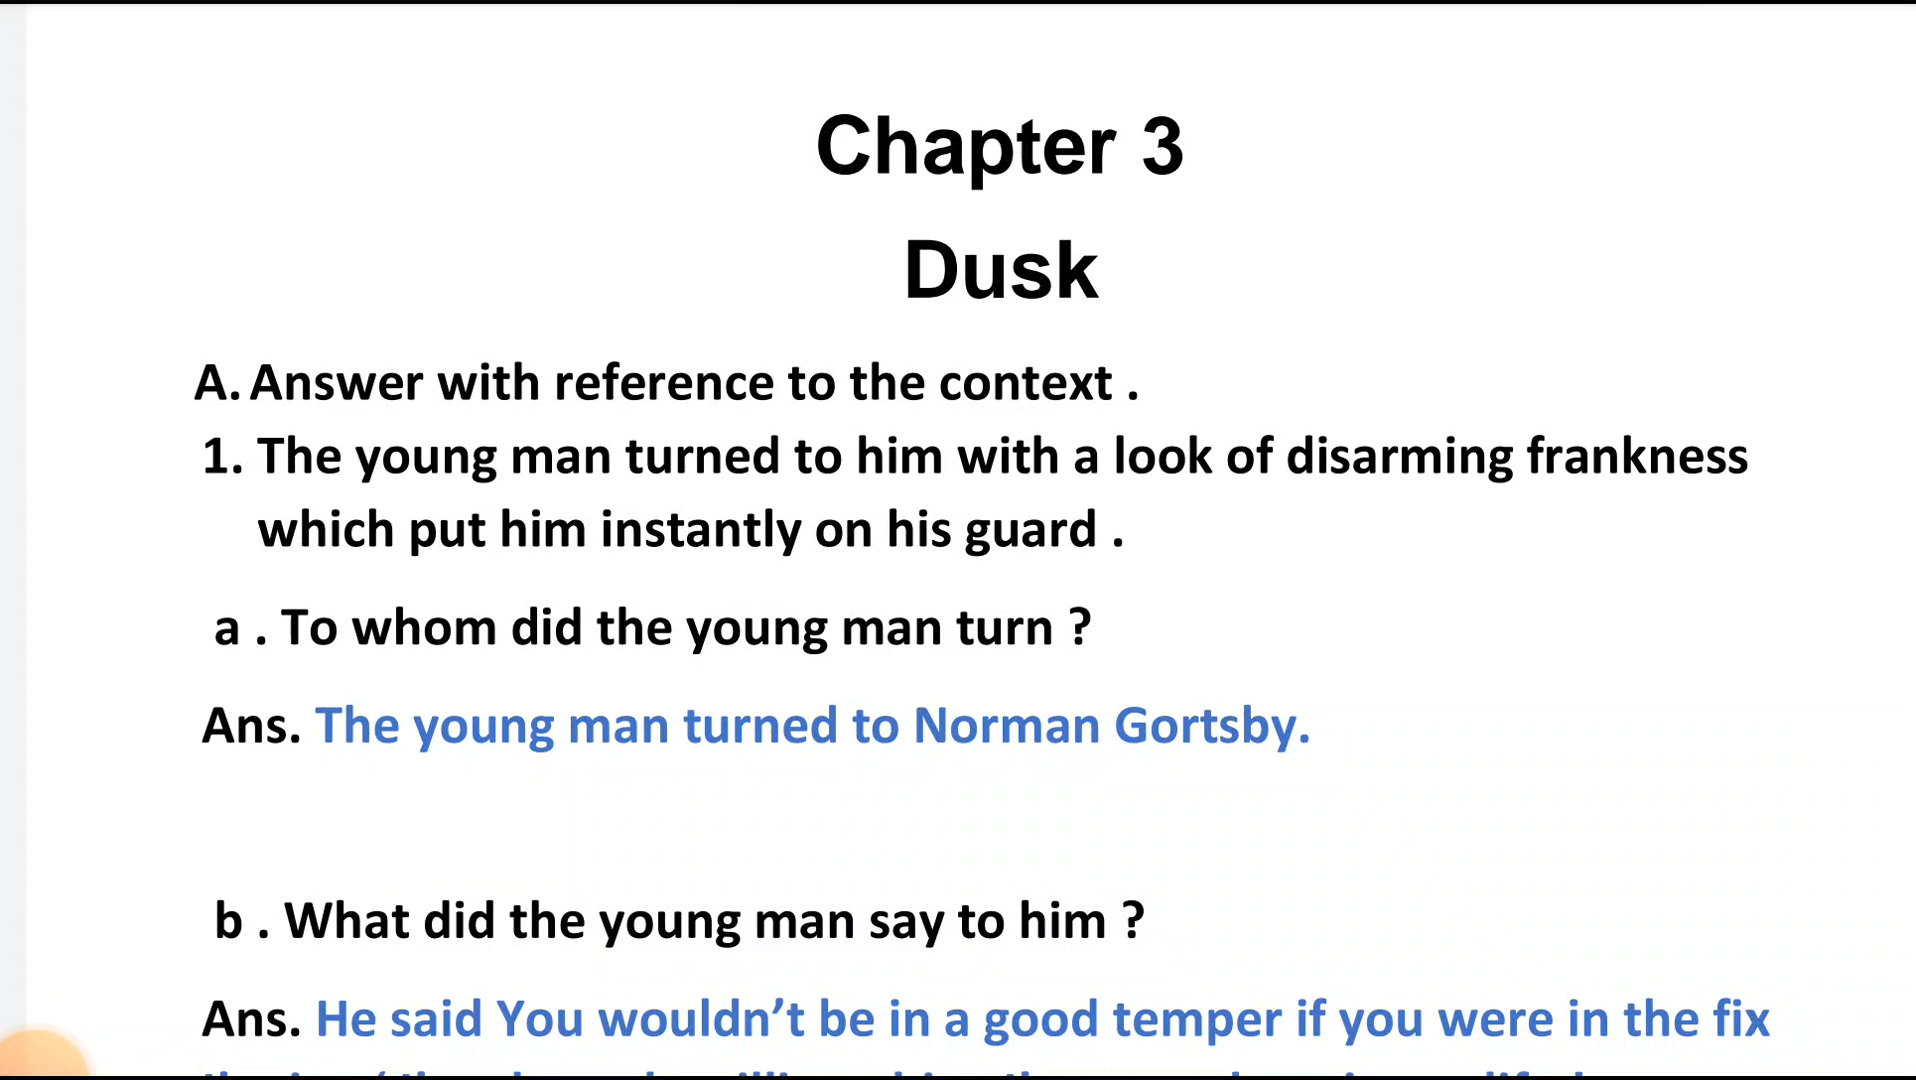 Chapter 3
Dusk
A. Answer with reference to the context .
1. The young man turned to him with a look of disarming frankness
which put him instantly on his guard .
a . To whom did the young man turn ?
Ans. The young man turned to Norman Gortsby.
b . What did the young man say to him ?
Ans. He said You wouldn’t be in a good temper if you were in the fix